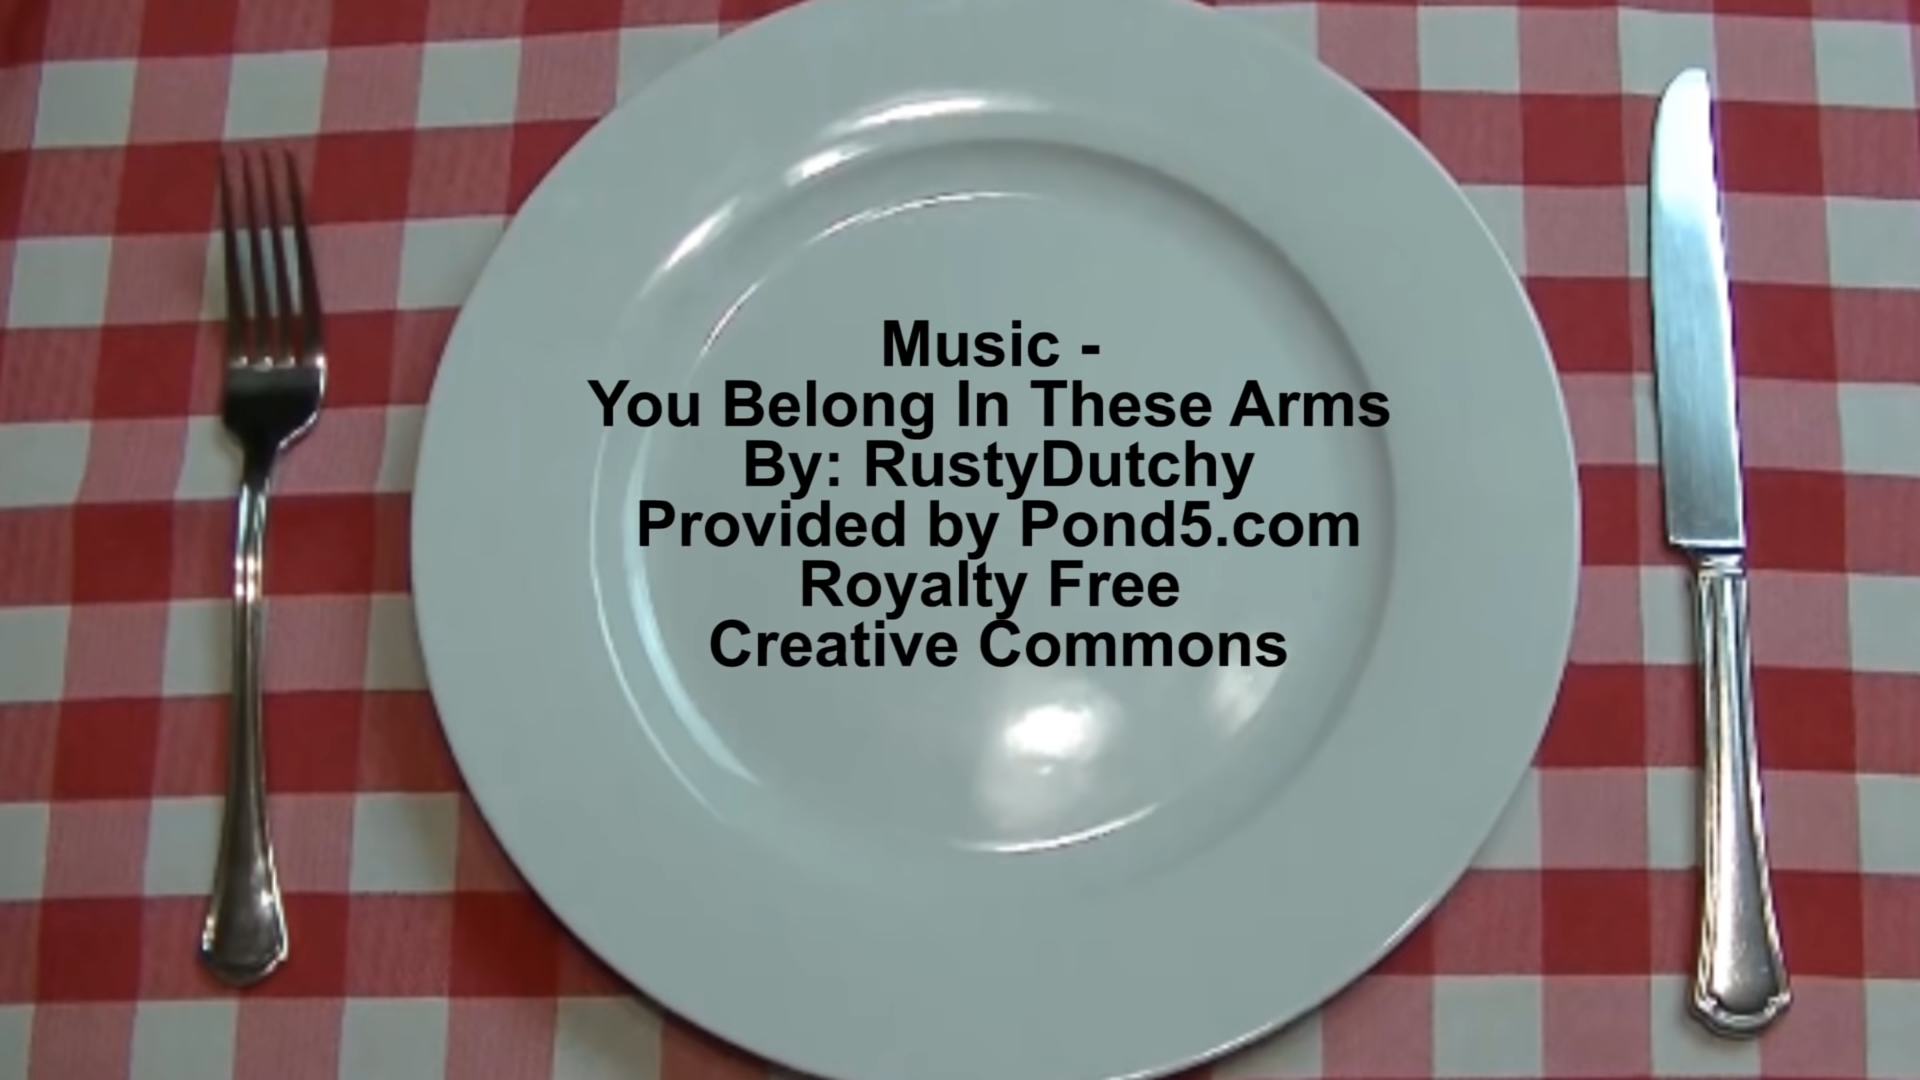 Music -
You Belong In These Arms
By: RustyDutchy
Provided by Pond5.com
Royalty Free
Creative Commons